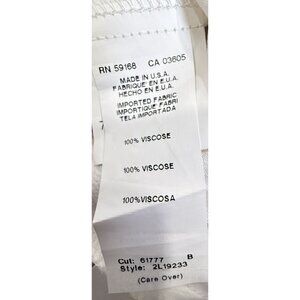 RN 59168 CA 03605
MADE IN U.S.A.
FABRIQUE EN E.U.A.
HECHO EN E.U.A.
IMPORTED FABRIC
IMPORTIQUE FABRI
TELA IMPORTADA
100% VISCOSE
100% VISCOSE
100%VISCOSA
Cut: 61777 B
Style: 2L19233
(Care Over)